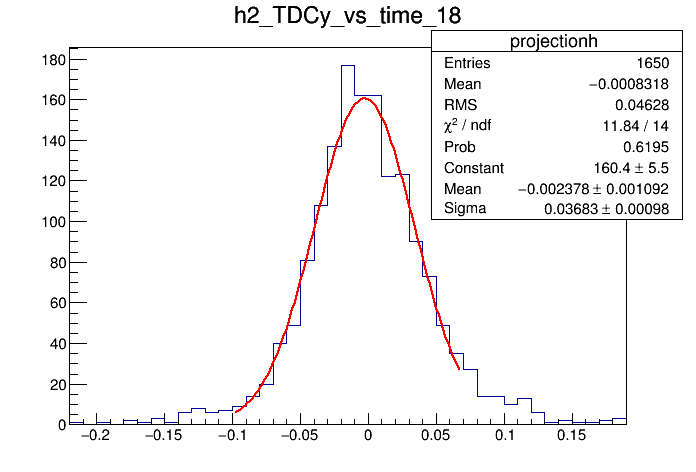 h2_TDCy_vs_time_18
projectionh
Entries 1650
Mean −0.0008318
RMS 0.04628
χ² / ndf 11.84 / 14
Prob 0.6195
Constant 160.4 ± 5.5
Mean −0.002378 ± 0.001092
Sigma 0.03683 ± 0.00098
180
160
140
120
100
80
60
40
20
0
−0.2 −0.15 −0.1 −0.05 0 0.05 0.1 0.15